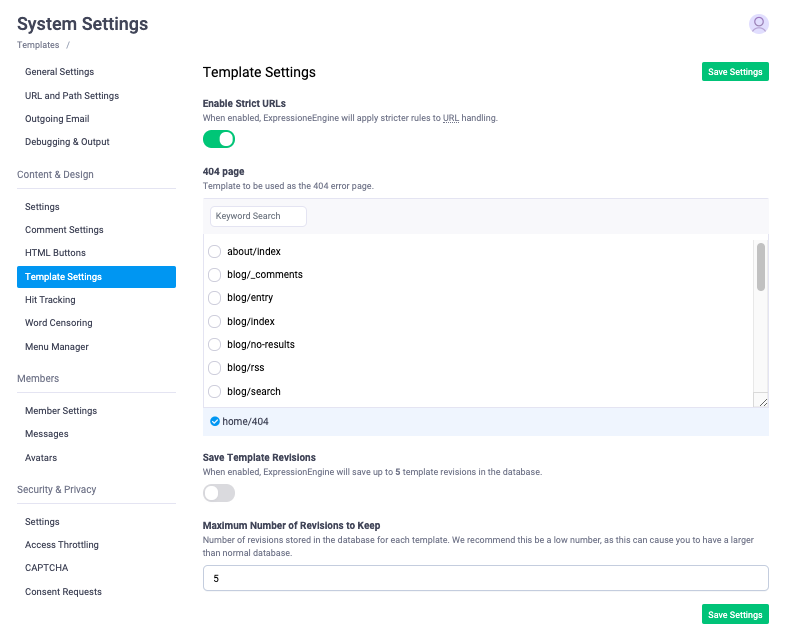 System Settings
Templates /
General Settings
URL and Path Settings
Outgoing Email
Debugging & Output
Content & Design
Settings
Comment Settings
HTML Buttons
Template Settings
Hit Tracking
Word Censoring
Menu Manager
Members
Member Settings
Messages
Avatars
Security & Privacy
Settings
Access Throttling
CAPTCHA
Consent Requests
Template Settings
Save Settings
Enable Strict URLs
When enabled, ExpressioneEngine will apply stricter rules to URL handling.
404 page
Template to be used as the 404 error page.
Keyword Search
about/index
blog/_comments
blog/entry
blog/index
blog/no-results
blog/rss
blog/search
home/404
Save Template Revisions
When enabled, ExpressionEngine will save up to 5 template revisions in the database.
Maximum Number of Revisions to Keep
Number of revisions stored in the database for each template. We recommend this be a low number, as this can cause you to have a larger
than normal database.
5
Save Settings